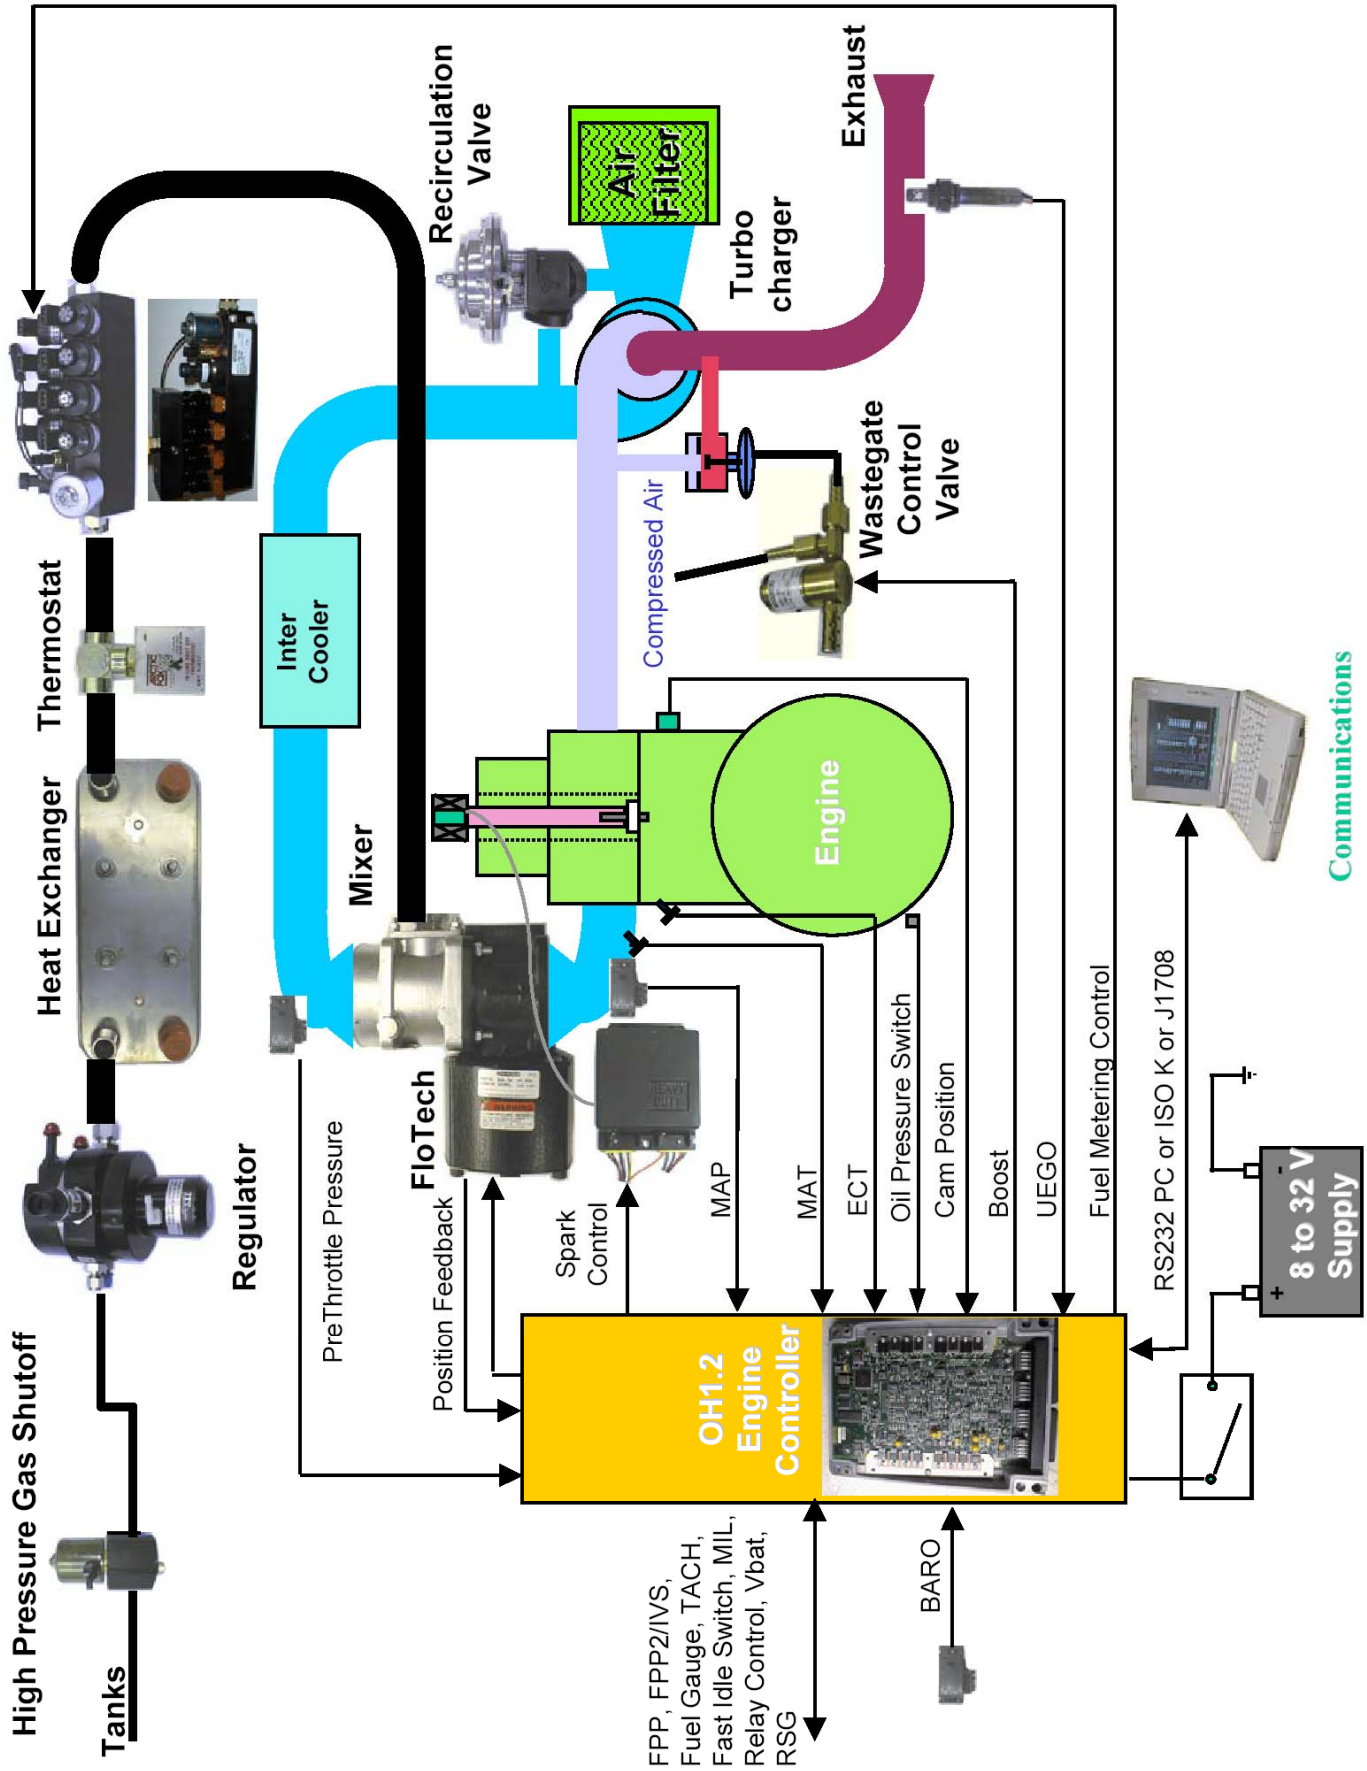 High Pressure Gas Shutoff
Tanks
Regulator
Heat Exchanger
Thermostat
PreThrottle Pressure
Position Feedback
FloTech
Mixer
Inter
Cooler
Recirculation
Valve
Air
Filter
Turbo
charger
Exhaust
Spark
Control
HEAVY
DUTY
WARNING
Compressed Air
Wastegate
Control
Valve
Engine
MAP
MAT
ECT
Oil Pressure Switch
Cam Position
Boost
UEGO
Fuel Metering Control
RS232 PC or ISO K or J1708
Communications
OH1.2
Engine
Controller
FPP, FPP2/IVS,
Fuel Gauge, TACH,
Fast Idle Switch, MIL,
Relay Control, Vbat,
RSG
BARO
+ -
8 to 32 V
Supply